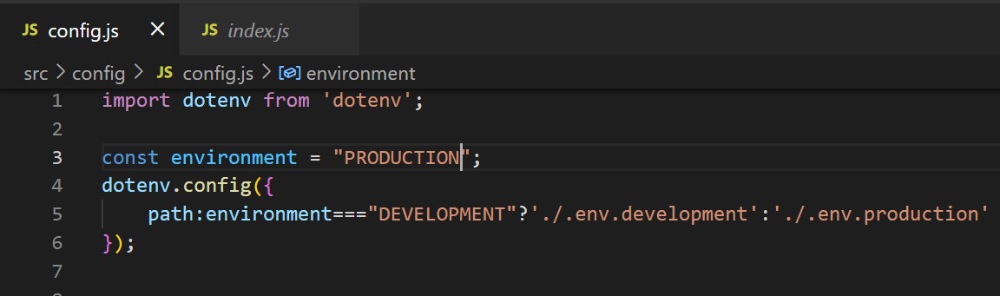 JS config.js ✕ JS index.js
src > config > JS config.js > environment
1 import dotenv from 'dotenv';
2
3 const environment = "PRODUCTION";
4 dotenv.config({
5 path:environment==="DEVELOPMENT"?'./.env.development':'./.env.production'
6 });
7